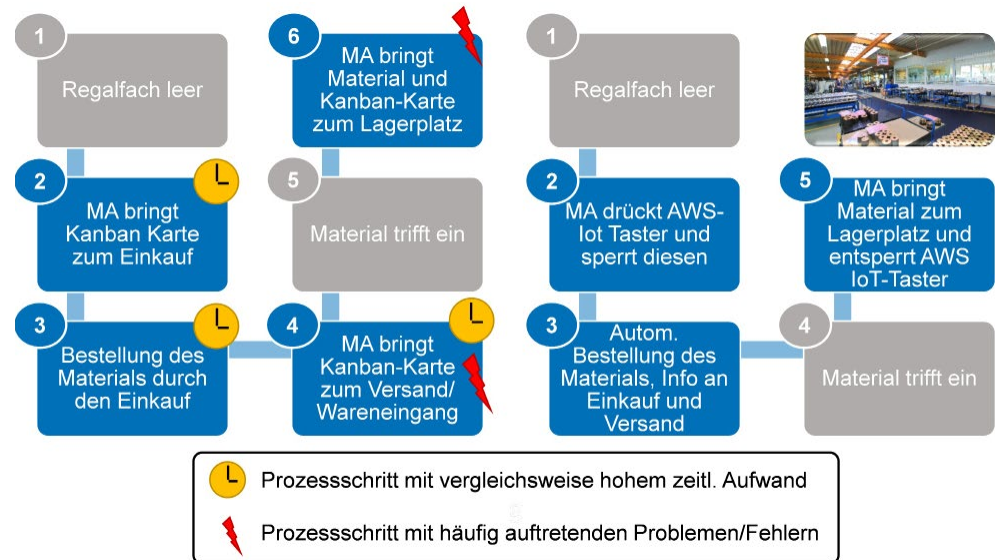 1
Regalfach leer
2
MA bringt
Kanban Karte
zum Einkauf
3
Bestellung des
Materials durch
den Einkauf
4
MA bringt
Kanban-Karte
zum Versand/
Wareneingang
5
Material trifft ein
6
MA bringt
Material und
Kanban-Karte
zum Lagerplatz
1
Regalfach leer
2
MA drückt AWS-
Iot Taster und
sperrt diesen
3
Autom.
Bestellung des
Materials, Info an
Einkauf und
Versand
4
Material trifft ein
5
MA bringt
Material zum
Lagerplatz und
entsperrt AWS
IoT-Taster
Prozessschritt mit vergleichsweise hohem zeitl. Aufwand
Prozessschritt mit häufig auftretenden Problemen/Fehlern